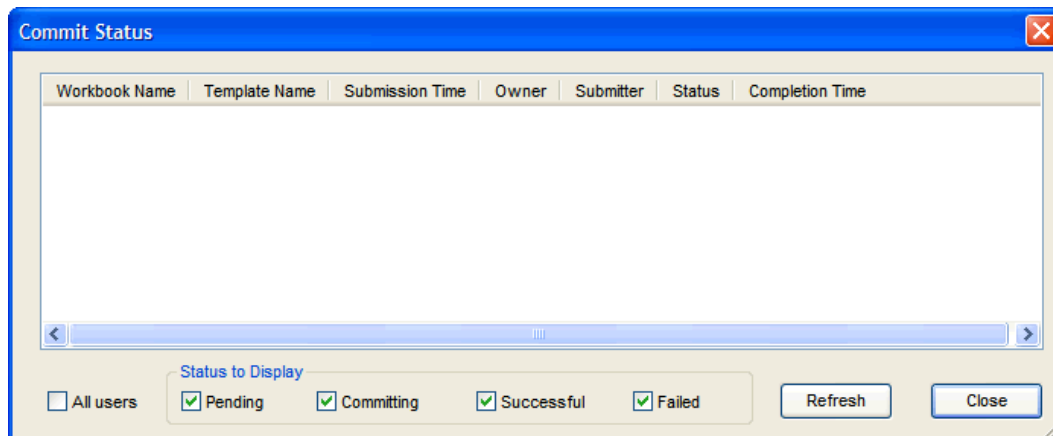 Commit Status
Workbook Name Template Name Submission Time Owner Submitter Status Completion Time
Status to Display
All users Pending Committing Successful Failed Refresh Close